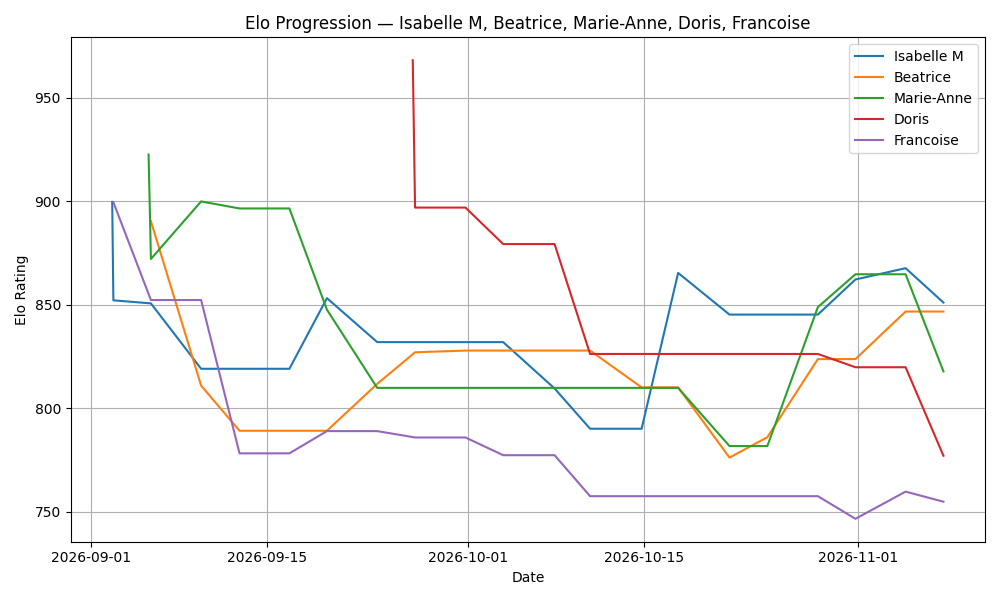 Elo Progression — Isabelle M, Beatrice, Marie-Anne, Doris, Francoise
Isabelle M
Beatrice
Marie-Anne
Doris
Francoise
Elo Rating
950
900
850
800
750
2026-09-01
2026-09-15
2026-10-01
2026-10-15
2026-11-01
Date